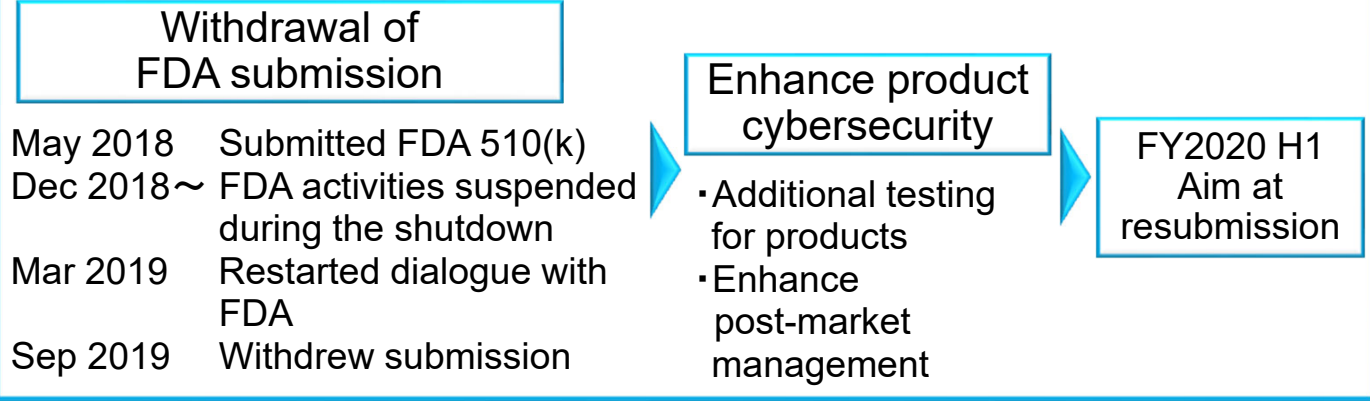 Withdrawal of
FDA submission
May 2018 Submitted FDA 510(k)
Dec 2018～ FDA activities suspended
during the shutdown
Mar 2019 Restarted dialogue with
FDA
Sep 2019 Withdrew submission
Enhance product
cybersecurity
・Additional testing
for products
・Enhance
post-market
management
FY2020 H1
Aim at
resubmission